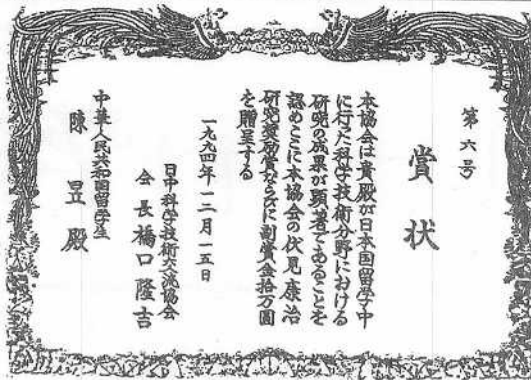 第六号
賞状
本協会は貴殿が日本国留学中
に行った科学技術分野における
研究の成果が顕著であることを
認めここに本協会の伏見康治
研究奨励賞ならびに副賞金拾万圓
を贈呈する
一九九四年一二月一五日
日中科学技術交流協会
会長橋口隆吉
中華人民共和国留学生
陳昱殿